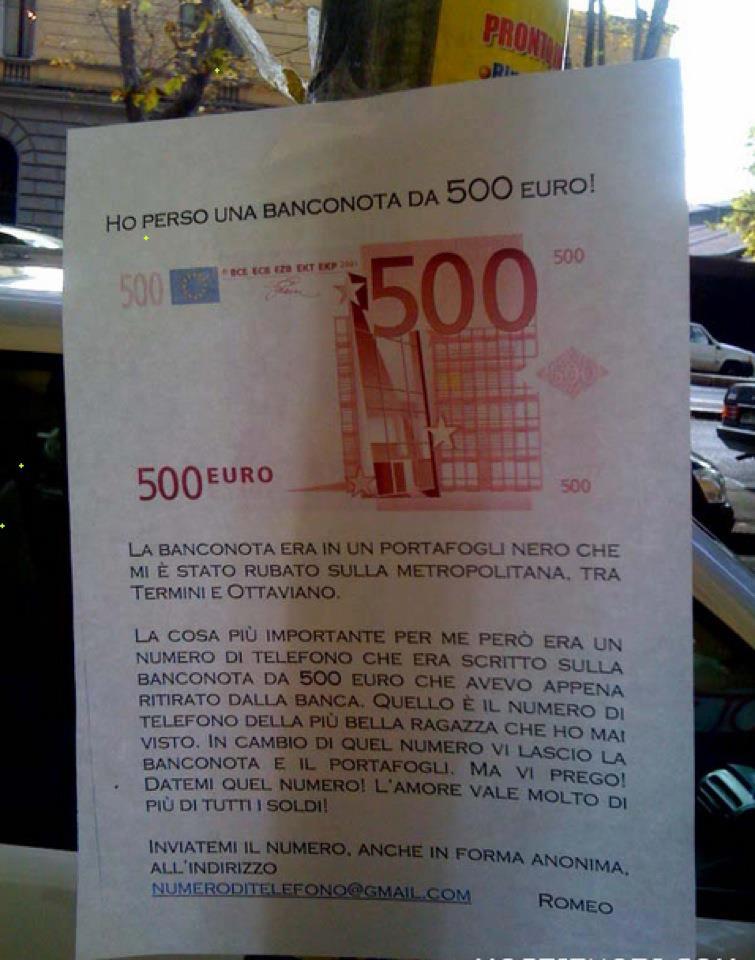 PRONTO
Ho perso una banconota da 500 euro!
500
© BCE ECB EZB EKT EKP 2001
500
500
500
500 EURO
500
La banconota era in un portafogli nero che
mi è stato rubato sulla metropolitana, tra
Termini e Ottaviano.
La cosa più importante per me però era un
numero di telefono che era scritto sulla
banconota da 500 euro che avevo appena
ritirato dalla banca. Quello è il numero di
telefono della più bella ragazza che ho mai
visto. In cambio di quel numero vi lascio la
banconota e il portafogli. Ma vi prego!
Datemi quel numero! L'amore vale molto di
più di tutti i soldi!
Inviatemi il numero, anche in forma anonima,
all'indirizzo
numeroditelefono@gmail.com
Romeo